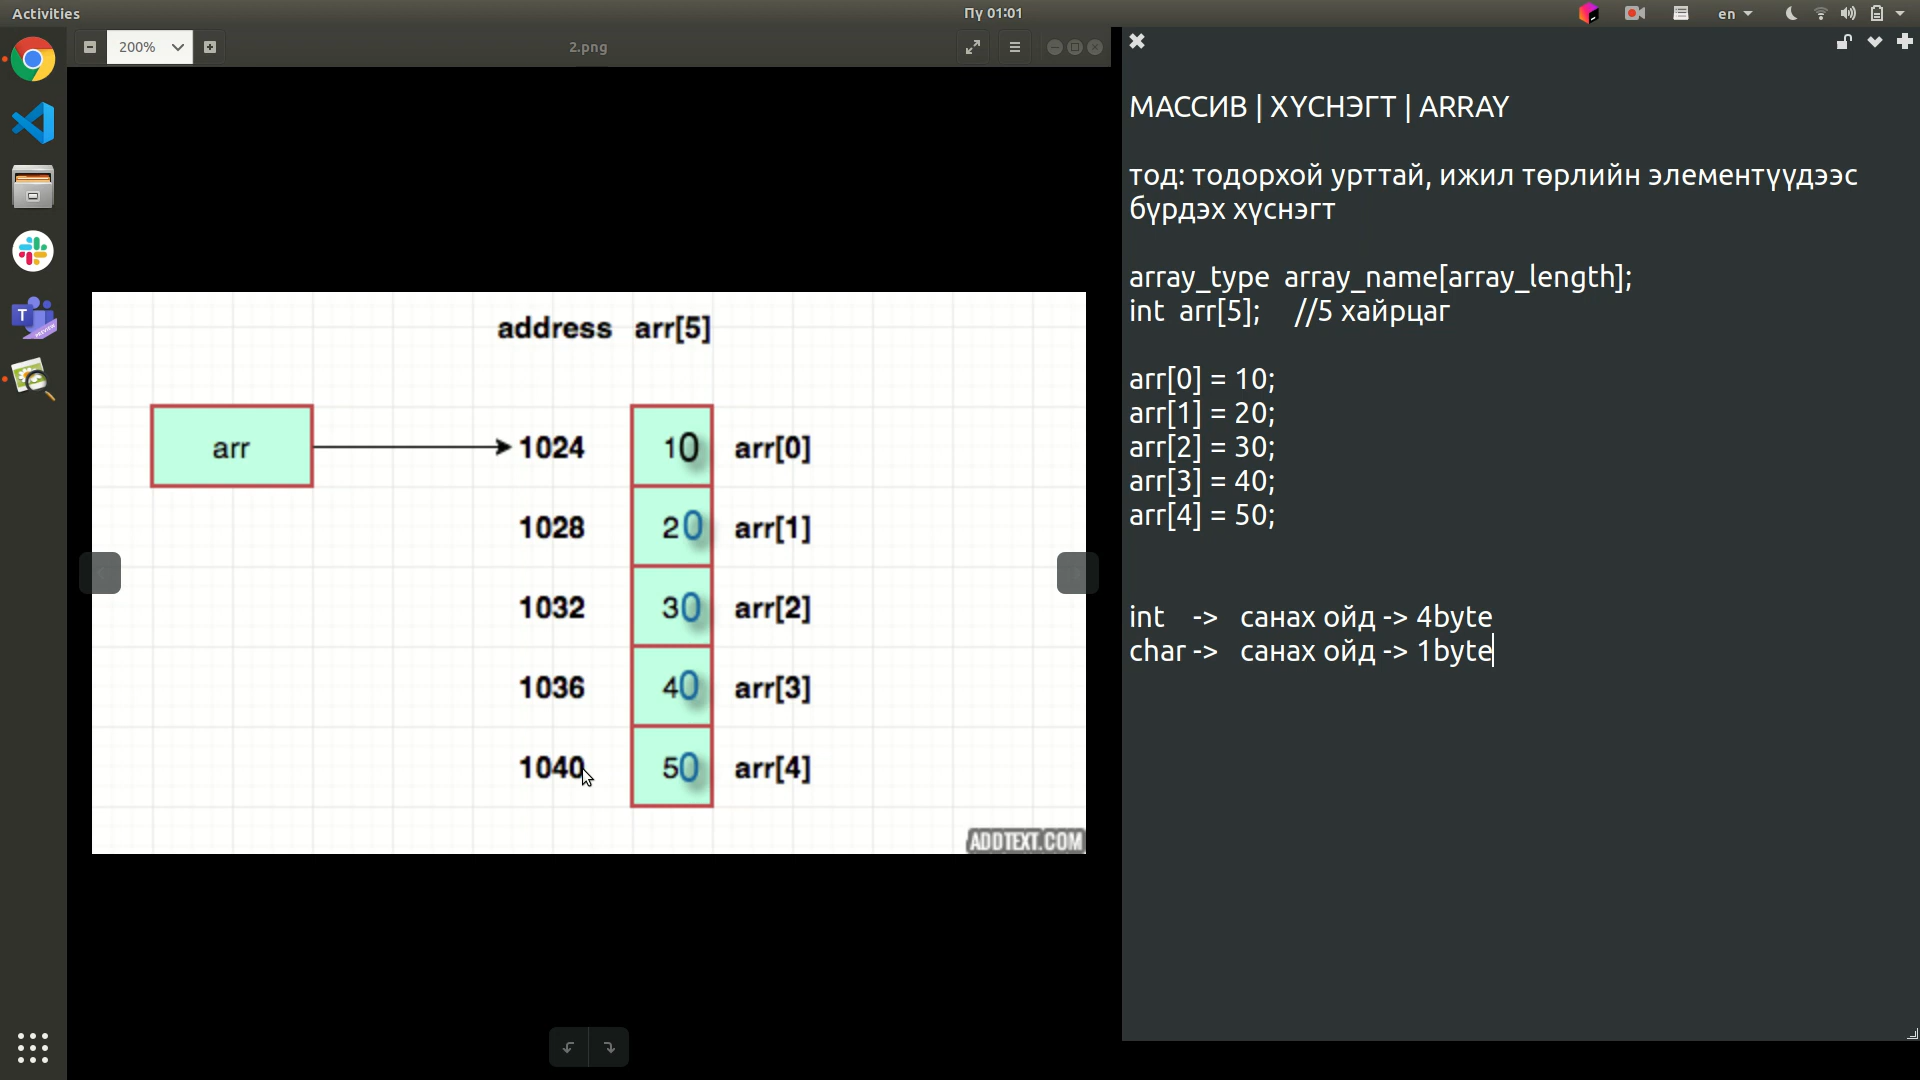 Activities
Пү 01:01
en
200%
2.png
address arr[5]
arr
1024 10 arr[0]
1028 20 arr[1]
1032 30 arr[2]
1036 40 arr[3]
1040 50 arr[4]
ADDTEXT.COM
МАССИВ | ХҮСНЭГТ | ARRAY
тод: тодорхой урттай, ижил төрлийн элементүүдээс
бүрдэх хүснэгт
array_type array_name[array_length];
int arr[5]; //5 хайрцаг
arr[0] = 10;
arr[1] = 20;
arr[2] = 30;
arr[3] = 40;
arr[4] = 50;
int -> санах ойд -> 4byte
char -> санах ойд -> 1byte